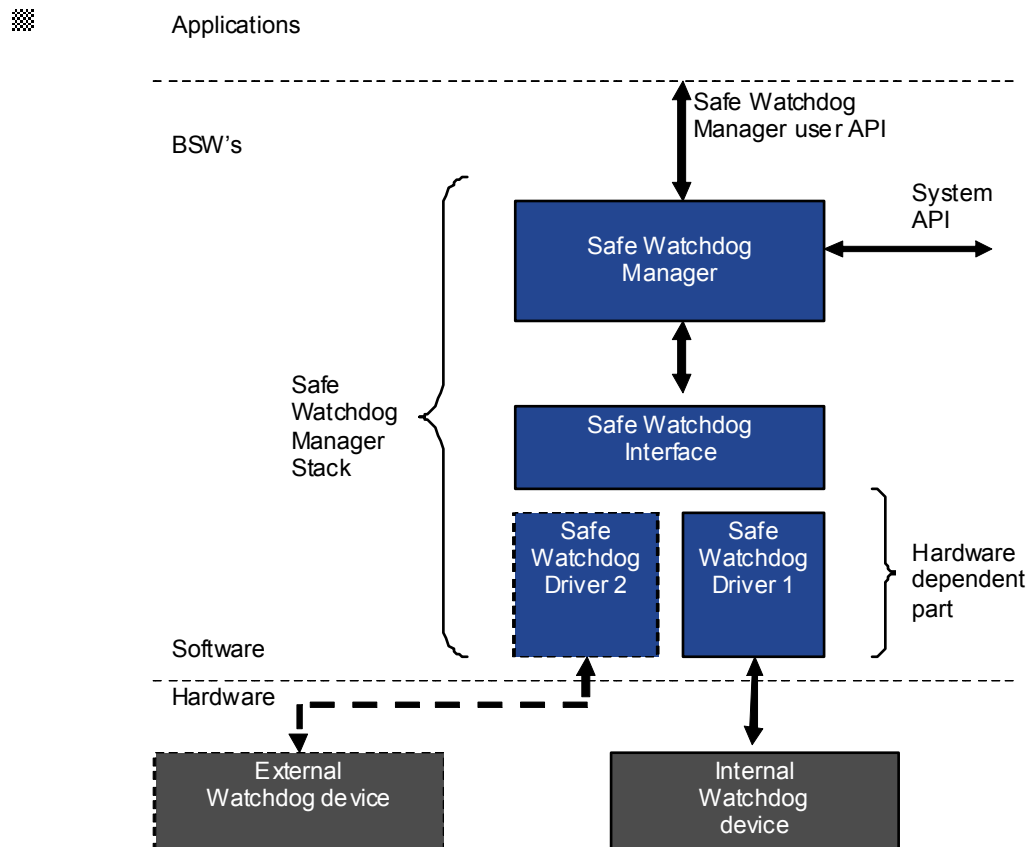 Applications
Safe Watchdog
Manager user API
BSW's
System
API
Safe Watchdog
Manager
Safe
Watchdog
Manager
Stack
Safe Watchdog
Interface
Safe
Watchdog
Driver 2
Safe
Watchdog
Driver 1
Hardware
dependent
part
Software
Hardware
External
Watchdog device
Internal
Watchdog
device